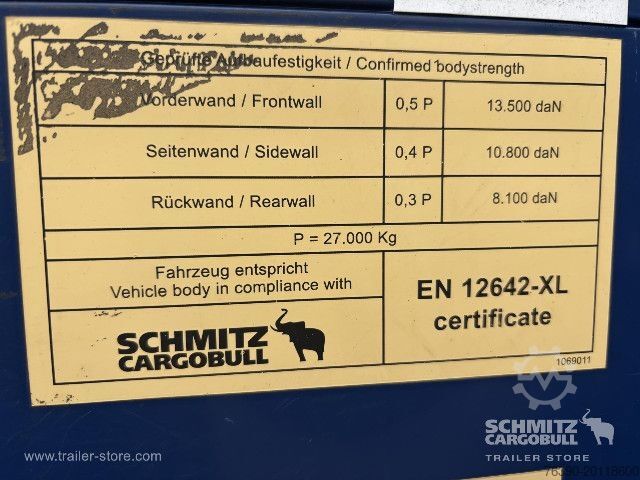 Geprüfte Aufbaufestigkeit / Confirmed bodystrength
Vorderwand / Frontwall 0,5 P 13.500 daN
Seitenwand / Sidewall 0,4 P 10.800 daN
Rückwand / Rearwall 0,3 P 8.100 daN
P = 27.000 Kg
Fahrzeug entspricht
Vehicle body in compliance with
EN 12642-XL
certificate
SCHMITZ
CARGOBULL
1069011
SCHMITZ
CARGOBULL
TRAILER STORE
www.trailer-store.com
76390-20118600